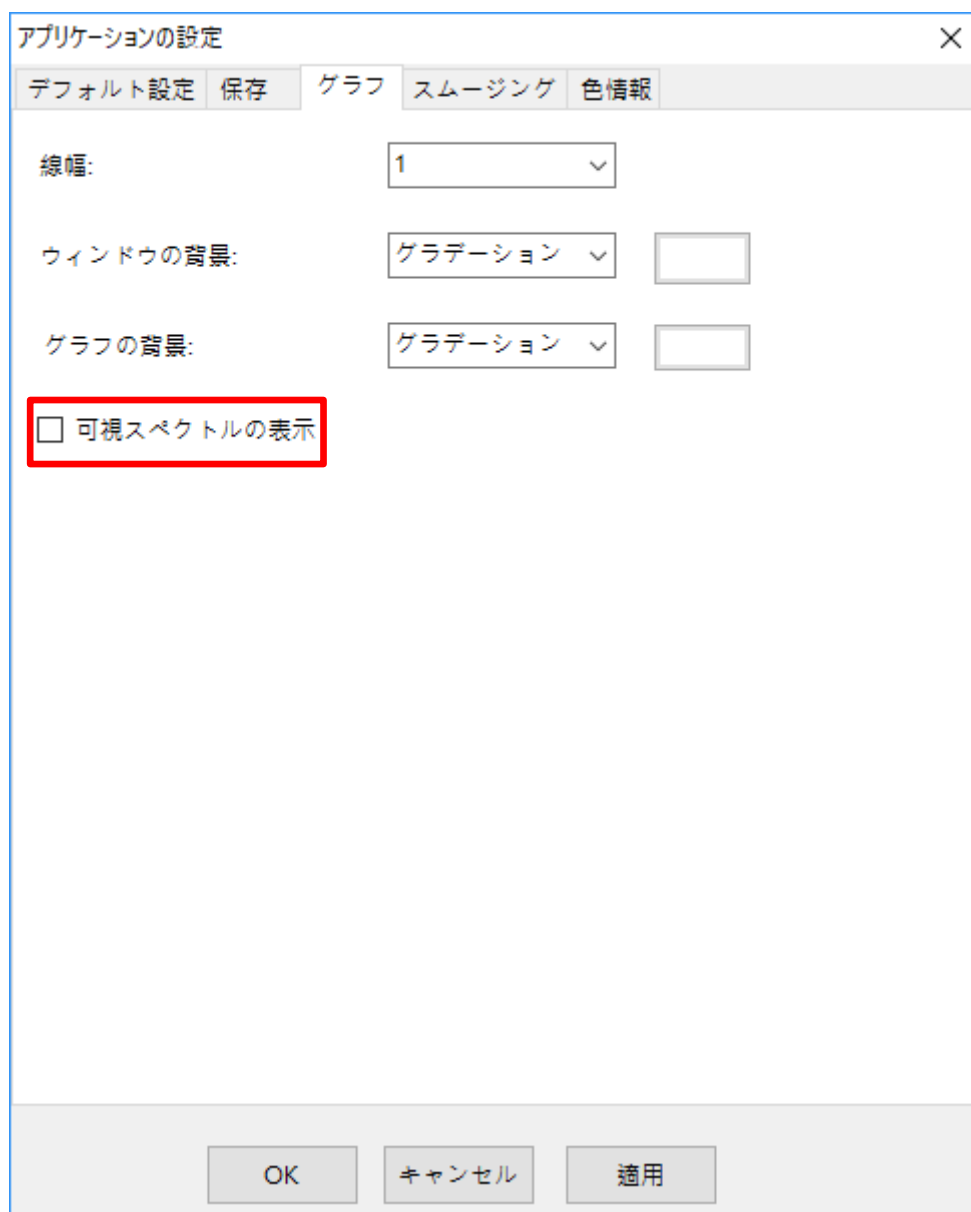 アプリケーションの設定
デフォルト設定 保存 グラフ スムージング 色情報
線幅: 1
ウィンドウの背景: グラデーション
グラフの背景: グラデーション
可視スペクトルの表示
OK キャンセル 適用